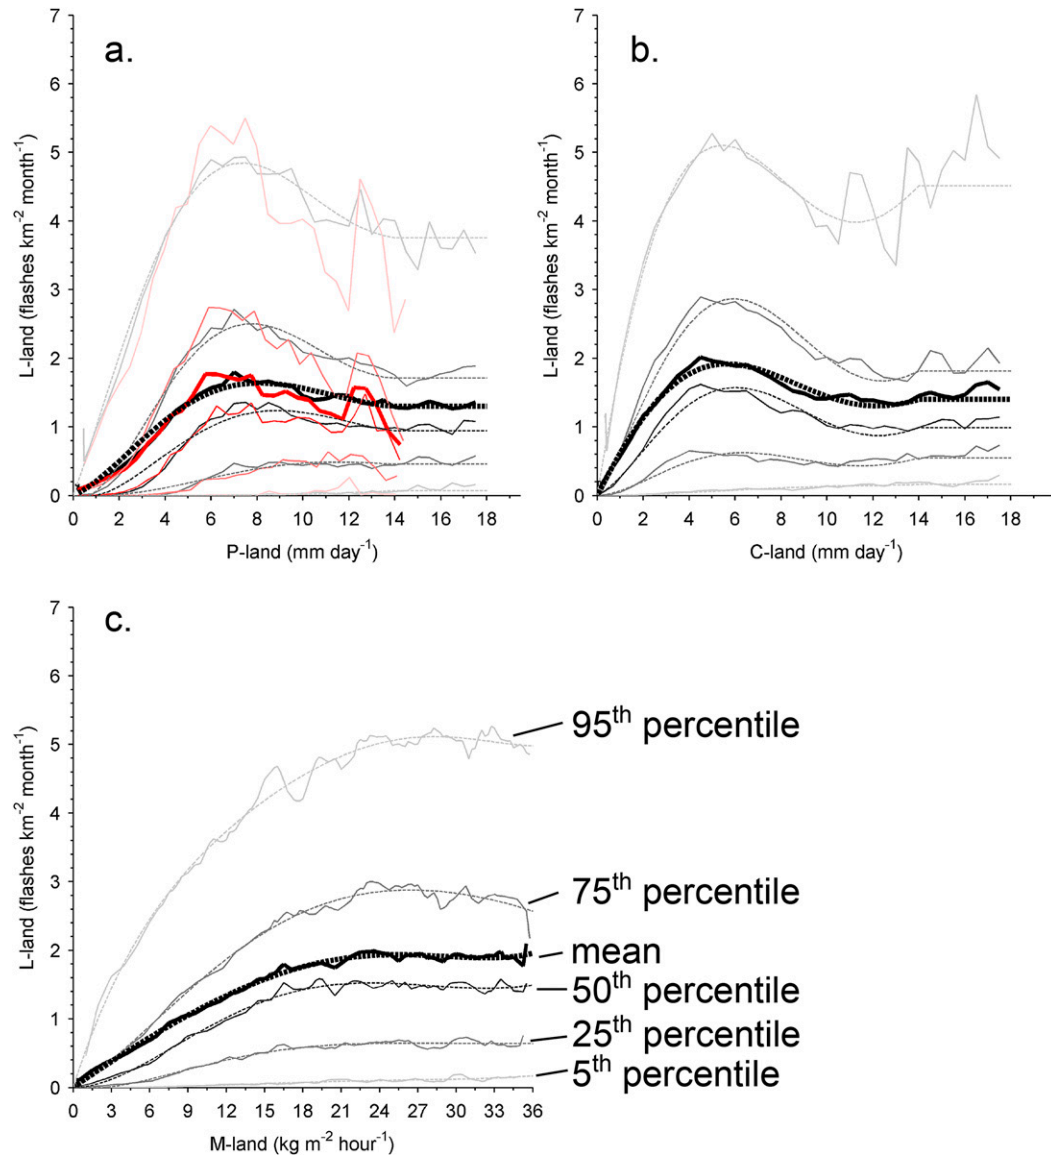 a.
L-land (flashes km⁻² month⁻¹)
7
6
5
4
3
2
1
0
0 2 4 6 8 10 12 14 16 18
P-land (mm day⁻¹)
b.
L-land (flashes km⁻² month⁻¹)
7
6
5
4
3
2
1
0
0 2 4 6 8 10 12 14 16 18
C-land (mm day⁻¹)
c.
L-land (flashes km⁻² month⁻¹)
7
6
5
4
3
2
1
0
0 3 6 9 12 15 18 21 24 27 30 33 36
M-land (kg m⁻² hour⁻¹)
95th percentile
75th percentile
mean
50th percentile
25th percentile
5th percentile